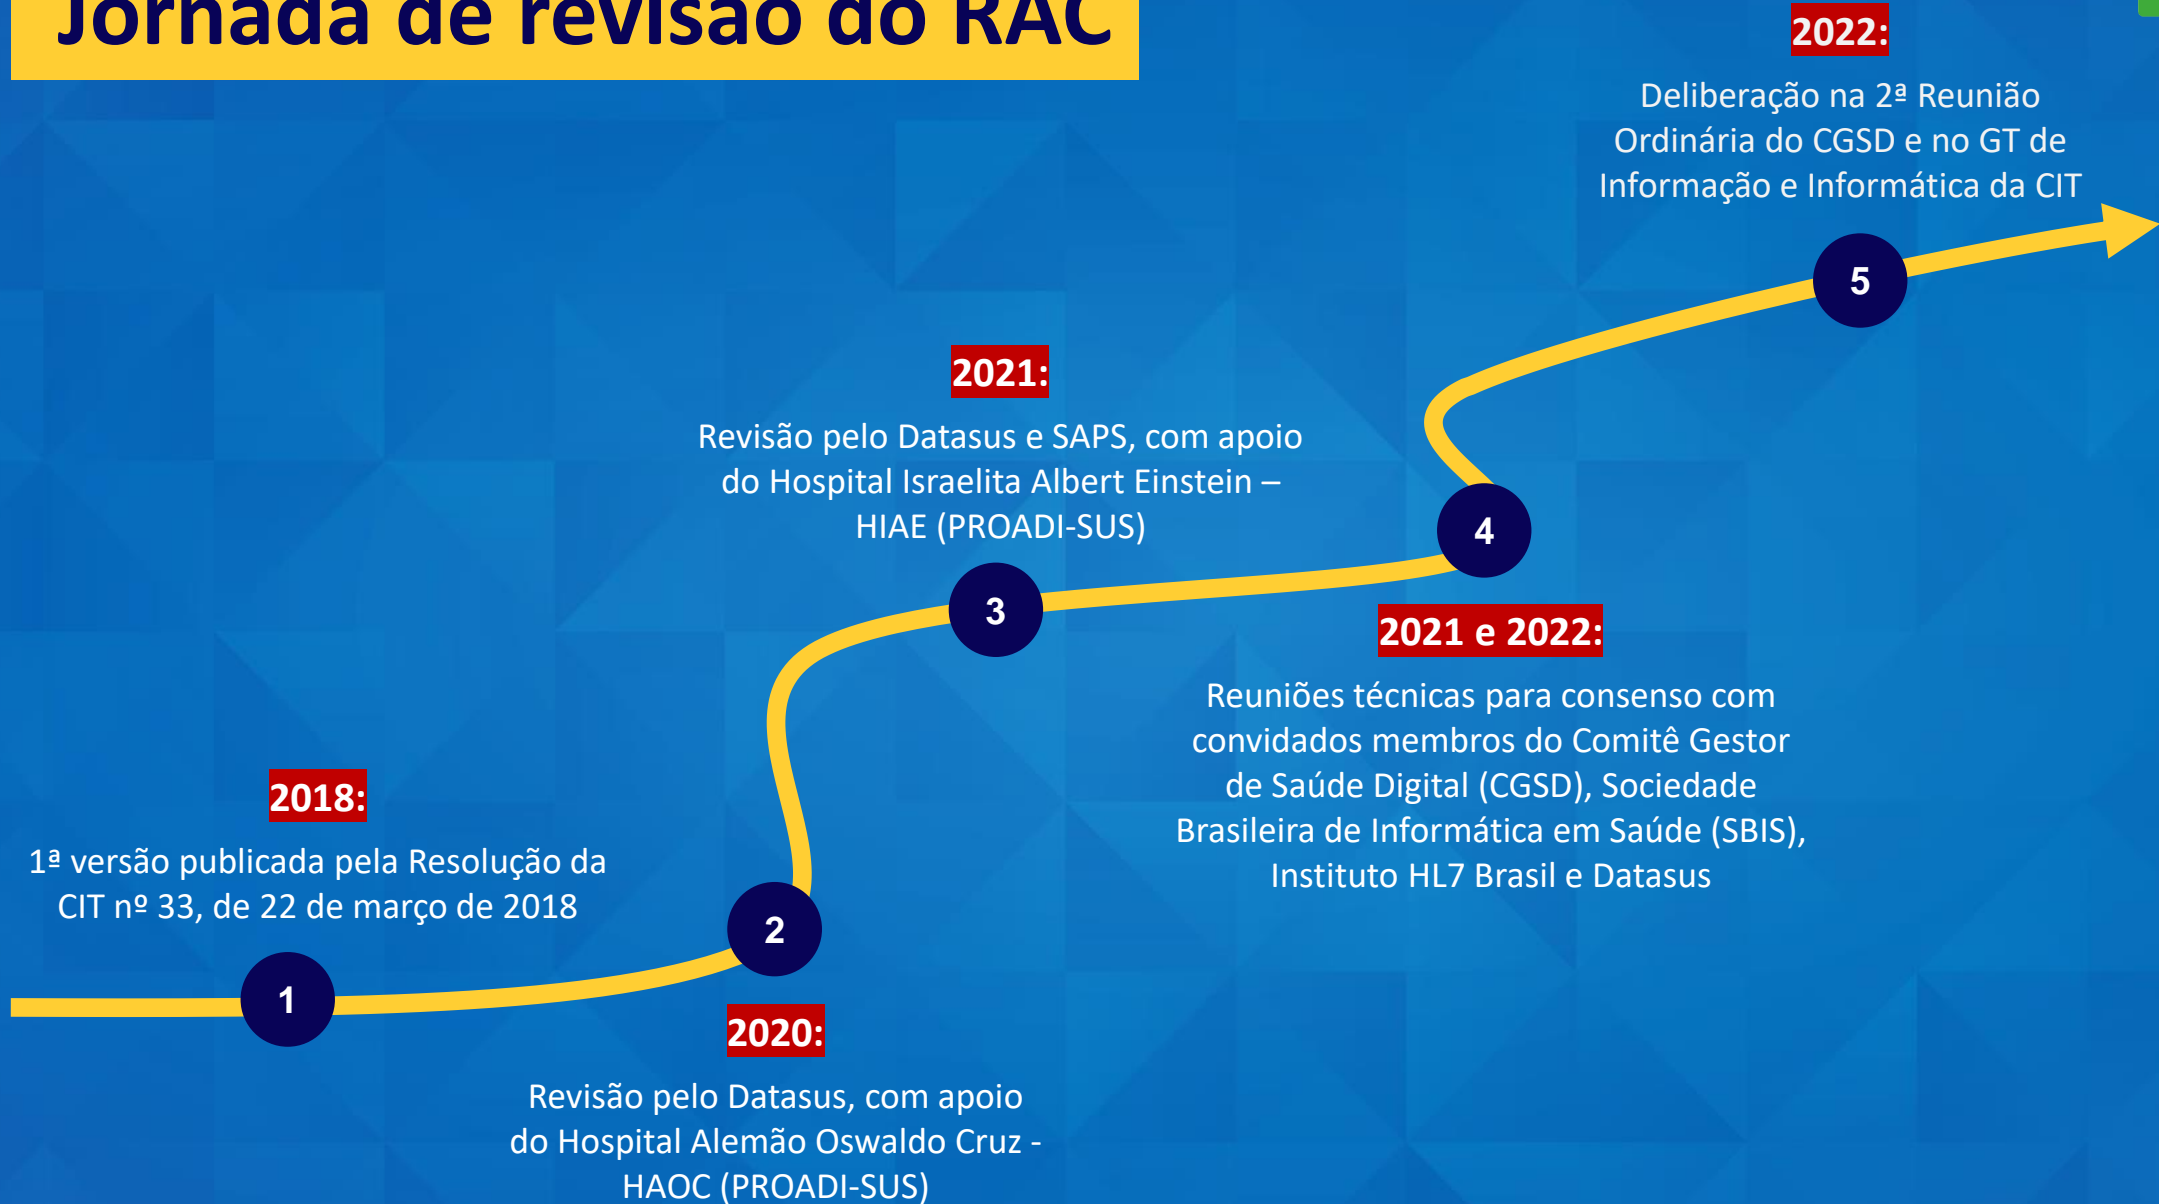 Jornada de revisão do RAC
2018:
1ª versão publicada pela Resolução da
CIT nº 33, de 22 de março de 2018
1
2
2020:
Revisão pelo Datasus, com apoio
do Hospital Alemão Oswaldo Cruz -
HAOC (PROADI-SUS)
2021:
Revisão pelo Datasus e SAPS, com apoio
do Hospital Israelita Albert Einstein –
HIAE (PROADI-SUS)
3
4
2021 e 2022:
Reuniões técnicas para consenso com
convidados membros do Comitê Gestor
de Saúde Digital (CGSD), Sociedade
Brasileira de Informática em Saúde (SBIS),
Instituto HL7 Brasil e Datasus
2022:
Deliberação na 2ª Reunião
Ordinária do CGSD e no GT de
Informação e Informática da CIT
5